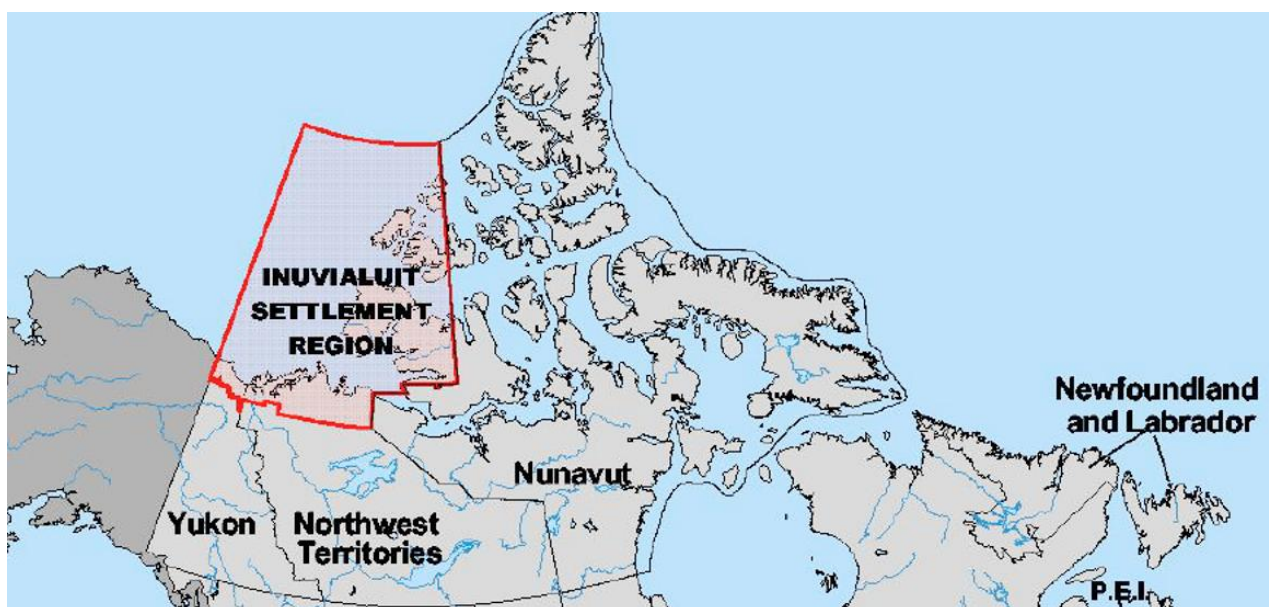 INUVIALUIT
SETTLEMENT
REGION
Newfoundland
and Labrador
Nunavut
Yukon
Northwest
Territories
P.E.I.